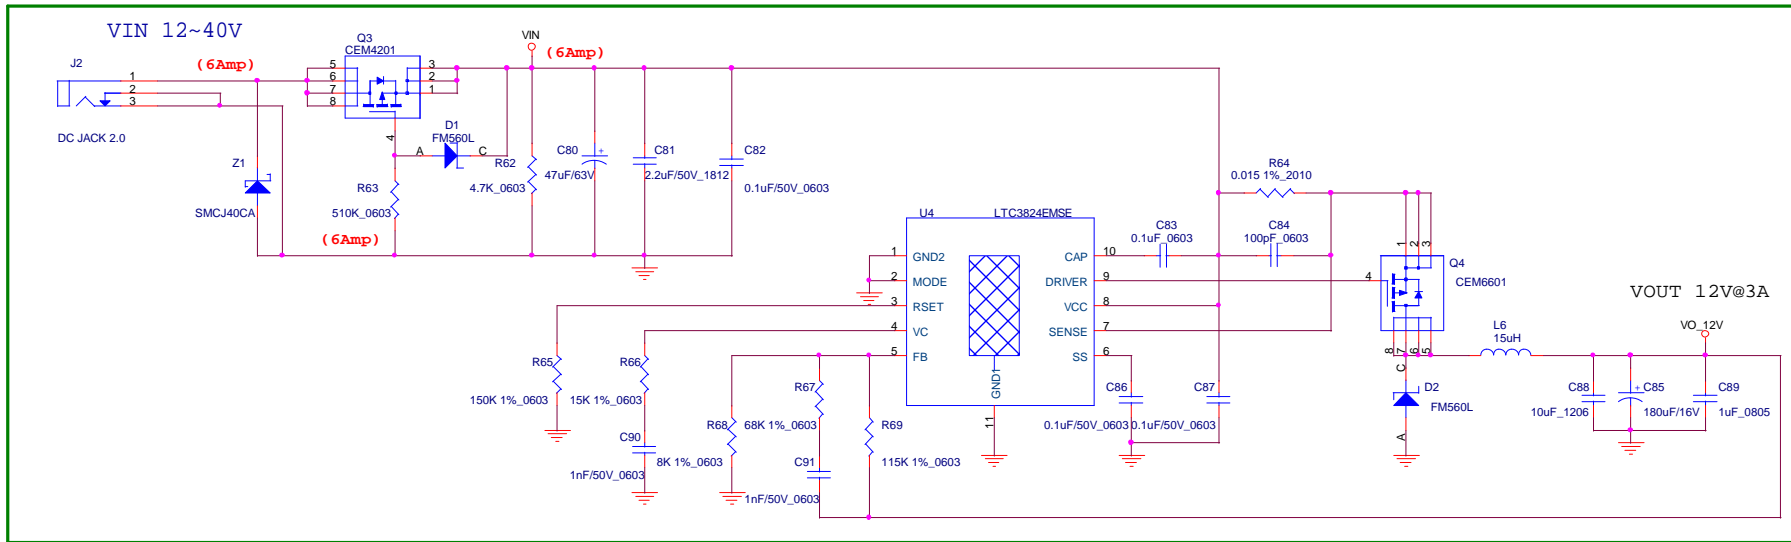 VIN 12~40V
J2
1
2
3
DC JACK 2.0
(6Amp)
Q3
CEM4201
5
6
7
8
3
2
1
4
VIN
(6Amp)
D1
FM560L
A
C
Z1
SMCJ40CA
R63
510K_0603
(6Amp)
R62
4.7K_0603
C80
+
47uF/63V
C81
2.2uF/50V_1812
C82
0.1uF/50V_0603
U4
LTC3824EMSE
1
GND2
2
MODE
3
RSET
4
VC
5
FB
CAP
10
DRIVER
9
VCC
8
SENSE
7
SS
6
GND1
11
C83
0.1uF_0603
R64
0.015 1%_2010
C84
100pF_0603
1
2
3
4
Q4
CEM6601
8
7
6
5
VOUT 12V@3A
L6
15uH
VO_12V
C
D2
FM560L
A
C88
10uF_1206
+
C85
180uF/16V
C89
1uF_0805
C86
0.1uF/50V_0603
C87
0.1uF/50V_0603
R65
150K 1%_0603
R66
15K 1%_0603
C90
1nF/50V_0603
R68
8K 1%_0603
R67
68K 1%_0603
C91
1nF/50V_0603
R69
115K 1%_0603